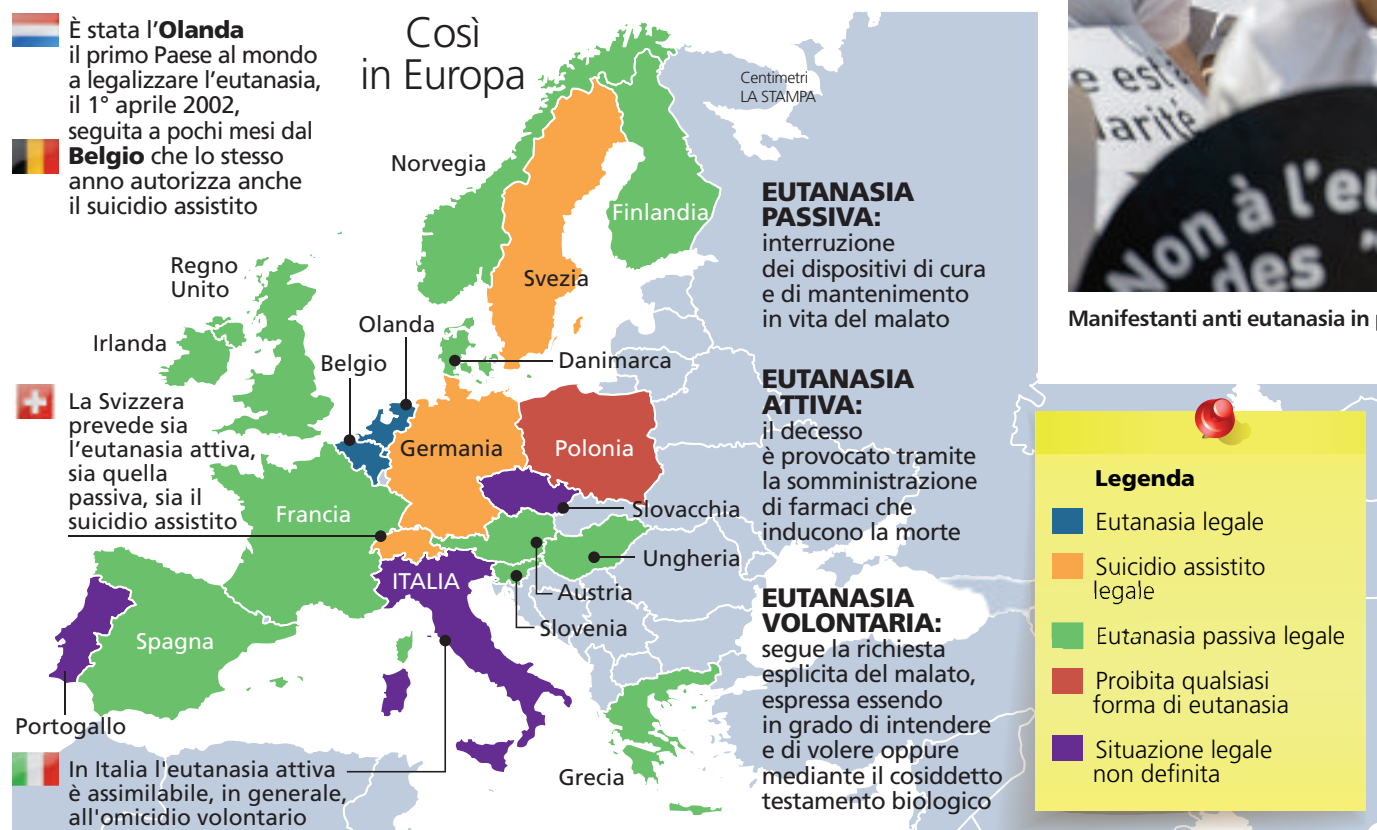 È stata l'Olanda
il primo Paese al mondo
a legalizzare l'eutanasia,
il 1° aprile 2002,
seguita a pochi mesi dal
Belgio che lo stesso
anno autorizza anche
il suicidio assistito
Così
in Europa
Centimetri
LA STAMPA
Norvegia
Finlandia
Svezia
Regno
Unito
Irlanda
Olanda
Belgio
Danimarca
La Svizzera
prevede sia
l'eutanasia attiva,
sia quella
passiva, sia il
suicidio assistito
Germania
Polonia
Francia
Slovacchia
Ungheria
ITALIA
Austria
Slovenia
Spagna
Portogallo
Grecia
In Italia l'eutanasia attiva
è assimilabile, in generale,
all'omicidio volontario
EUTANASIA
PASSIVA:
interruzione
dei dispositivi di cura
e di mantenimento
in vita del malato
EUTANASIA
ATTIVA:
il decesso
è provocato tramite
la somministrazione
di farmaci che
inducono la morte
EUTANASIA
VOLONTARIA:
segue la richiesta
esplicita del malato,
espressa essendo
in grado di intendere
e di volere oppure
mediante il cosiddetto
testamento biologico
e est
larité
Non à l'eu
des
Manifestanti anti eutanasia in p
Legenda
Eutanasia legale
Suicidio assistito
legale
Eutanasia passiva legale
Proibita qualsiasi
forma di eutanasia
Situazione legale
non definita